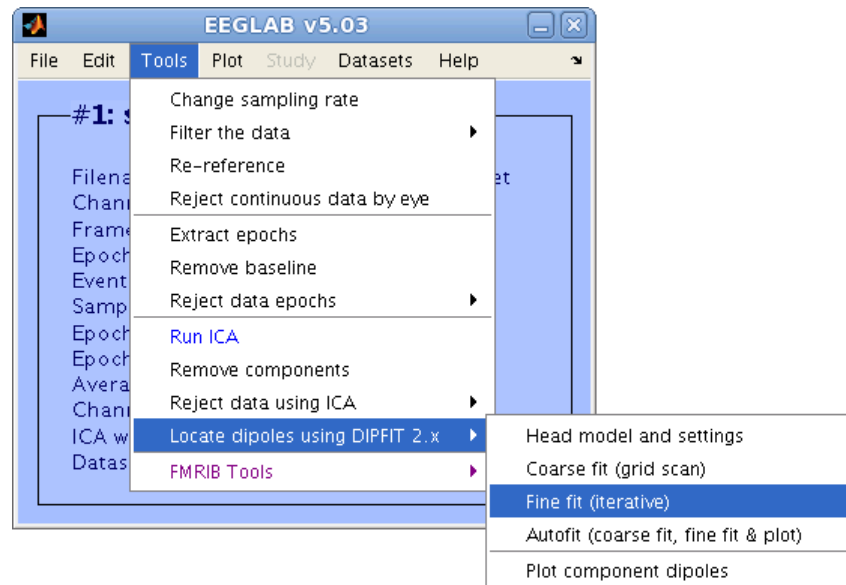 EEGLAB v5.03
File Edit Tools Plot Study Datasets Help
#1: s
Filena
et
Chan
Frame
Epoch
Event
Samp
Epoch
Epoch
Avera
Chan
ICA w
Datas
Change sampling rate
Filter the data
Re-reference
Reject continuous data by eye
Extract epochs
Remove baseline
Reject data epochs
Run ICA
Remove components
Reject data using ICA
Locate dipoles using DIPFIT 2.x
FMRIB Tools
Head model and settings
Coarse fit (grid scan)
Fine fit (iterative)
Autofit (coarse fit, fine fit & plot)
Plot component dipoles